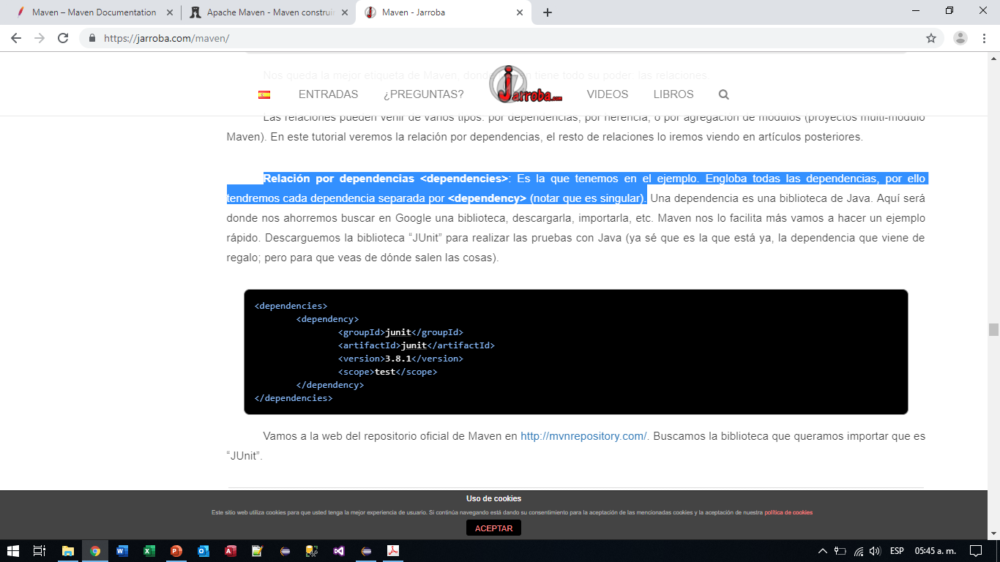 Maven – Maven Documentation
Apache Maven - Maven construir
Maven - Jarroba
https://jarroba.com/maven/
Nos queda la mejor etiqueta de Maven, donde tiene todo su poder las relaciones
ENTRADAS
¿PREGUNTAS?
Jarroba.com
VIDEOS
LIBROS
Las relaciones pueden venir de varios tipos: por dependencias, por herencia, o por agregación de módulos (proyectos multi-módulo
Maven). En este tutorial veremos la relación por dependencias, el resto de relaciones lo iremos viendo en artículos posteriores.
Relación por dependencias <dependencies>: Es la que tenemos en el ejemplo. Engloba todas las dependencias, por ello
tendremos cada dependencia separada por <dependency> (notar que es singular). Una dependencia es una biblioteca de Java. Aquí será
donde nos ahorremos buscar en Google una biblioteca, descargarla, importarla, etc. Maven nos lo facilita más vamos a hacer un ejemplo
rápido. Descarguemos la biblioteca “JUnit” para realizar las pruebas con Java (ya sé que es la que está ya, la dependencia que viene de
regalo; pero para que veas de dónde salen las cosas).
<dependencies>
<dependency>
<groupId>junit</groupId>
<artifactId>junit</artifactId>
<version>3.8.1</version>
<scope>test</scope>
</dependency>
</dependencies>
Vamos a la web del repositorio oficial de Maven en http://mvnrepository.com/. Buscamos la biblioteca que queramos importar que es
“JUnit”.
Uso de cookies
Este sitio web utiliza cookies para que usted tenga la mejor experiencia de usuario. Si continúa navegando está dando su consentimiento para la aceptación de las mencionadas cookies y la aceptación de nuestra política de cookies
ACEPTAR
ESP
05:45 a. m.